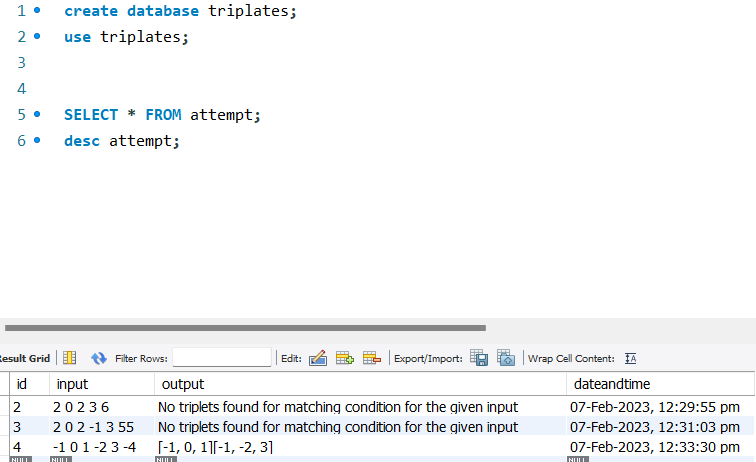 1 create database triplates;
2 use triplates;
3
4
5 SELECT * FROM attempt;
6 desc attempt;
Result Grid Filter Rows: Edit: Export/Import: Wrap Cell Content: IA
id input output dateandtime
2 2 0 2 3 6 No triplets found for matching condition for the given input 07-Feb-2023, 12:29:55 pm
3 2 0 2 -1 3 55 No triplets found for matching condition for the given input 07-Feb-2023, 12:31:03 pm
4 -1 0 1 -2 3 -4 [-1, 0, 1][-1, -2, 3] 07-Feb-2023, 12:33:30 pm
NULL NULL NULL NULL